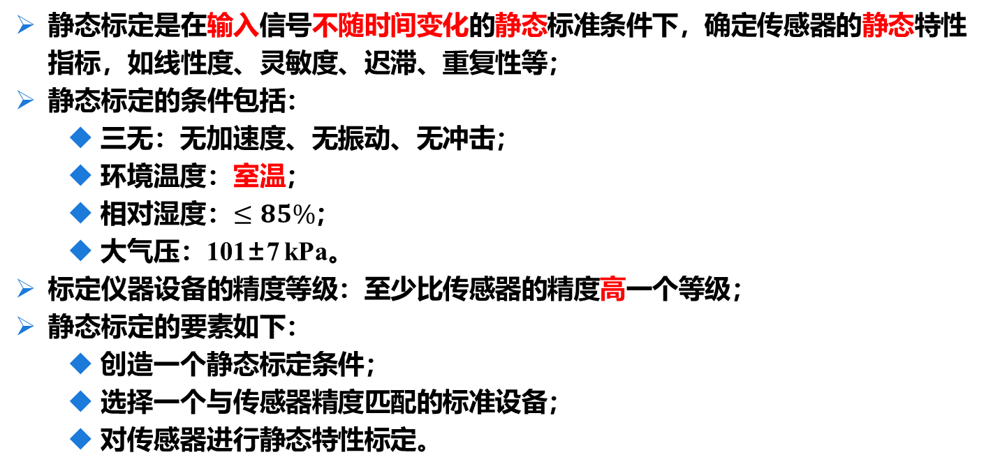 静态标定是在输入信号不随时间变化的静态标准条件下，确定传感器的静态特性
指标，如线性度、灵敏度、迟滞、重复性等；
静态标定的条件包括：
三无：无加速度、无振动、无冲击；
环境温度：室温；
相对湿度：≤ 85%；
大气压：101±7 kPa。
标定仪器设备的精度等级：至少比传感器的精度高一个等级；
静态标定的要素如下：
创造一个静态标定条件；
选择一个与传感器精度匹配的标准设备；
对传感器进行静态特性标定。